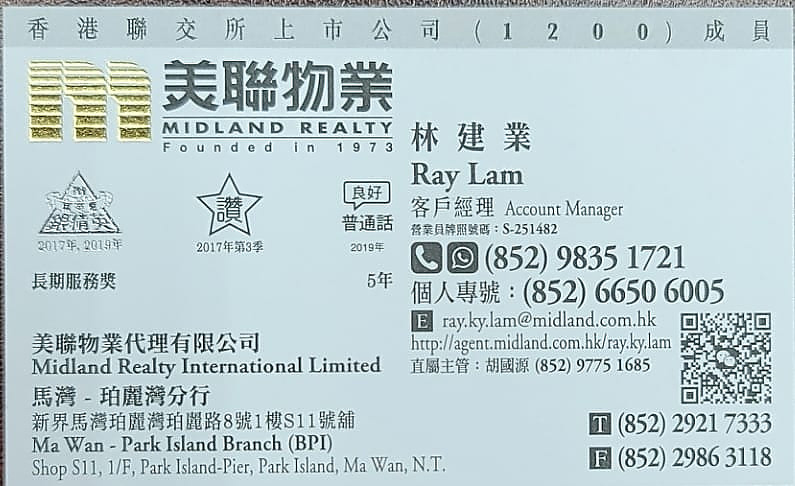 香港聯交所上市公司(1200)成員
美聯物業
MIDLAND REALTY
Founded in 1973
林建業
Ray Lam
客戶經理 Account Manager
營業員牌照號碼：S-251482
(852) 9835 1721
個人專號：(852) 6650 6005
E ray.ky.lam@midland.com.hk
http://agent.midland.com.hk/ray.ky.lam
直屬主管：胡國源 (852) 9775 1685
T (852) 2921 7333
F (852) 2986 3118
精英
2017年, 2019年
讚
2017年第3季
良好
普通話
2019年
長期服務獎 5年
美聯物業代理有限公司
Midland Realty International Limited
馬灣 - 珀麗灣分行
新界馬灣珀麗灣珀麗路8號1樓S11號舖
Ma Wan - Park Island Branch (BPI)
Shop S11, 1/F, Park Island-Pier, Park Island, Ma Wan, N.T.